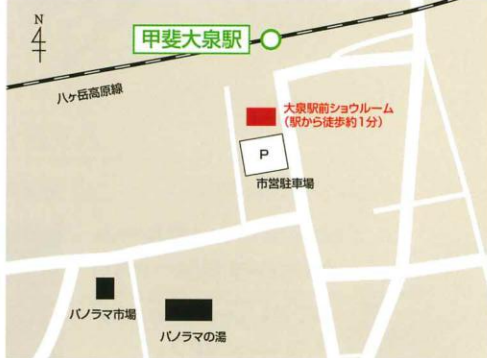 N
甲斐大泉駅
八ヶ岳高原線
大泉駅前ショウルーム
（駅から徒歩約1分）
P
市営駐車場
パノラマ市場
パノラマの湯